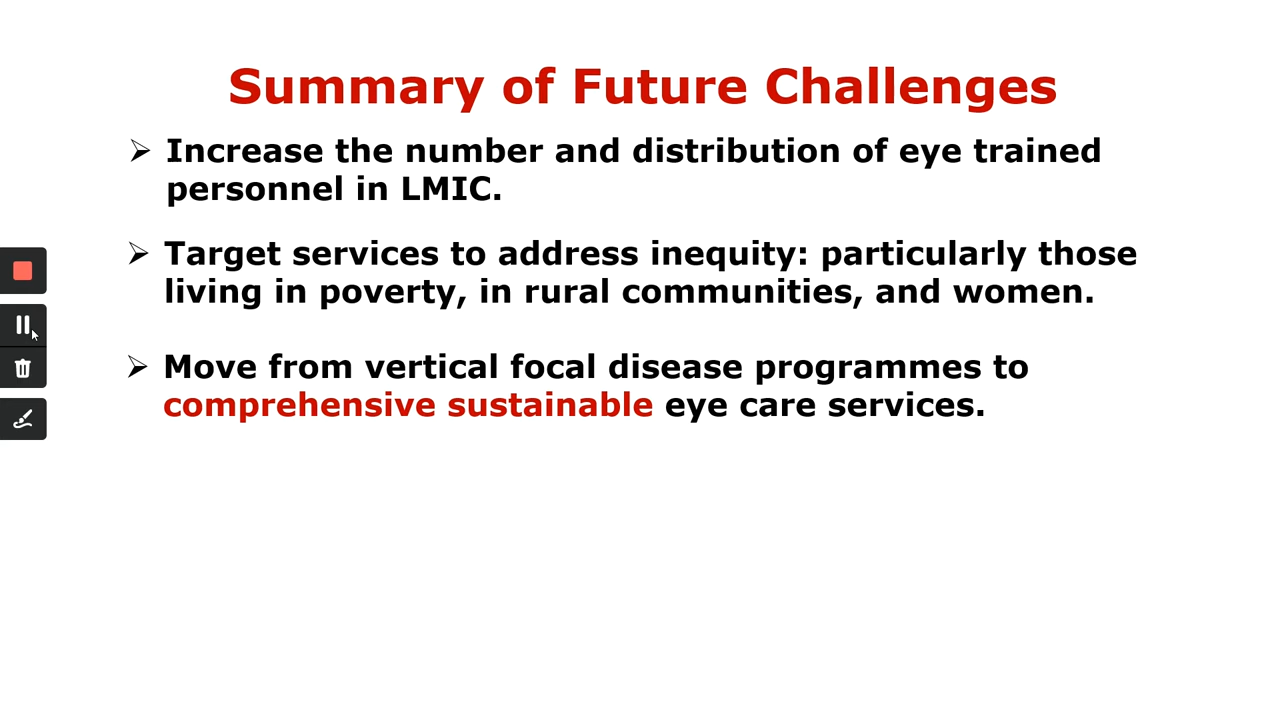 Summary of Future Challenges
Increase the number and distribution of eye trained
personnel in LMIC.
Target services to address inequity: particularly those
living in poverty, in rural communities, and women.
Move from vertical focal disease programmes to
comprehensive sustainable eye care services.